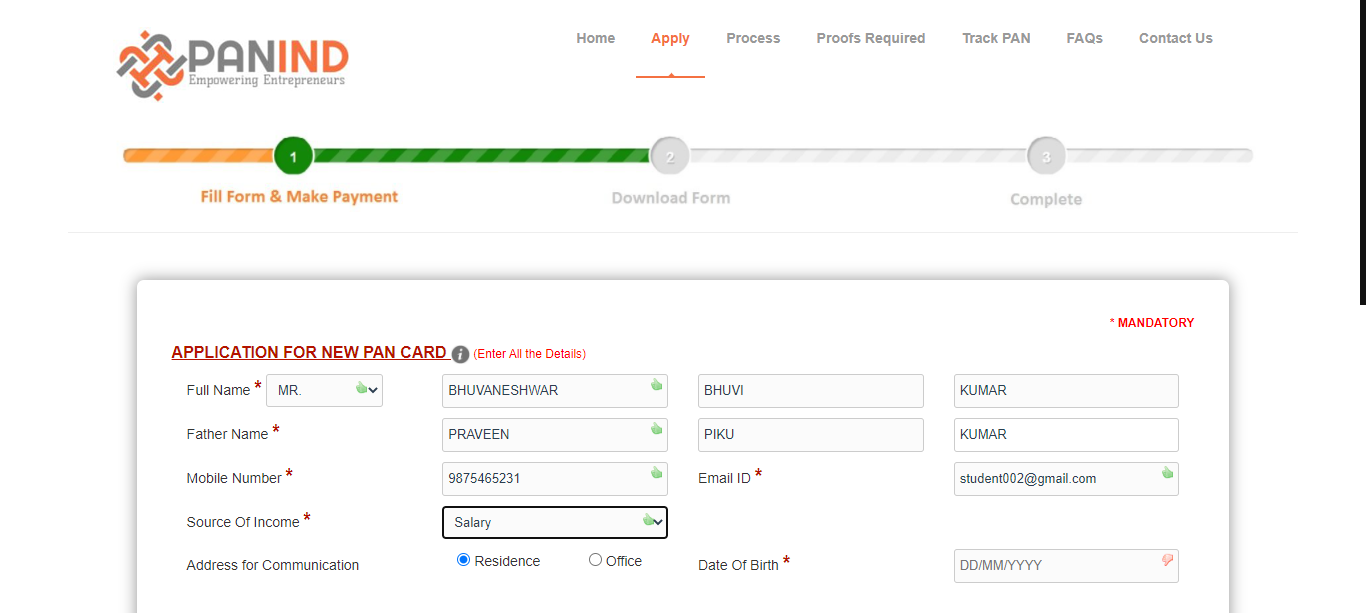 PANIND
Empowering Entrepreneurs
Home Apply Process Proofs Required Track PAN FAQs Contact Us
1 2 3
Fill Form & Make Payment Download Form Complete
* MANDATORY
APPLICATION FOR NEW PAN CARD i (Enter All the Details)
Full Name * MR. BHUVANESHWAR BHUVI KUMAR
Father Name * PRAVEEN PIKU KUMAR
Mobile Number * 9875465231 Email ID * student002@gmail.com
Source Of Income * Salary
Address for Communication Residence Office Date Of Birth * DD/MM/YYYY